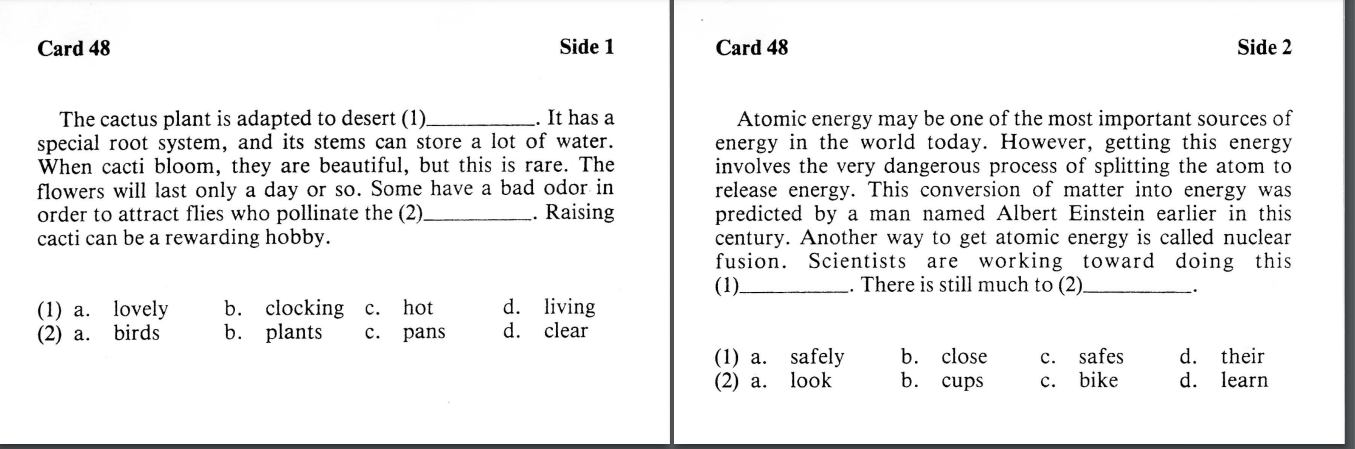 Card 48 Side 1
The cactus plant is adapted to desert (1)__________. It has a
special root system, and its stems can store a lot of water.
When cacti bloom, they are beautiful, but this is rare. The
flowers will last only a day or so. Some have a bad odor in
order to attract flies who pollinate the (2)__________. Raising
cacti can be a rewarding hobby.
(1) a. lovely b. clocking c. hot d. living
(2) a. birds b. plants c. pans d. clear
Card 48 Side 2
Atomic energy may be one of the most important sources of
energy in the world today. However, getting this energy
involves the very dangerous process of splitting the atom to
release energy. This conversion of matter into energy was
predicted by a man named Albert Einstein earlier in this
century. Another way to get atomic energy is called nuclear
fusion. Scientists are working toward doing this
(1)__________. There is still much to (2)__________.
(1) a. safely b. close c. safes d. their
(2) a. look b. cups c. bike d. learn